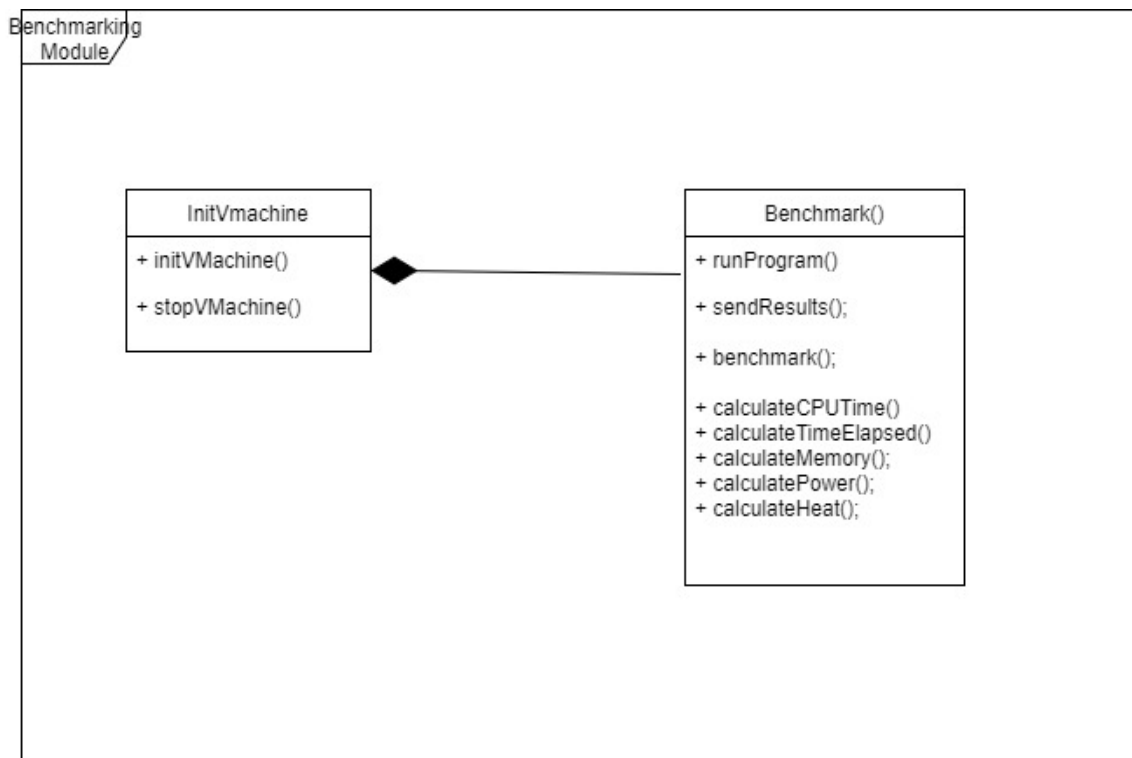 Benchmarking
Module
InitVmachine
+ initVMachine()
+ stopVMachine()
Benchmark()
+ runProgram()
+ sendResults();
+ benchmark();
+ calculateCPUTime()
+ calculateTimeElapsed()
+ calculateMemory();
+ calculatePower();
+ calculateHeat();